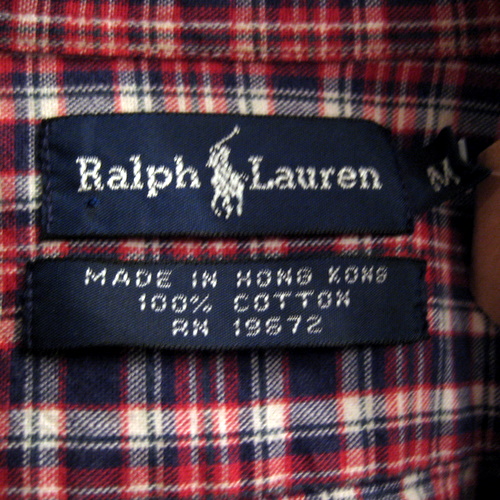 Ralph Lauren
M
MADE IN HONG KONG
100% COTTON
RN 19672